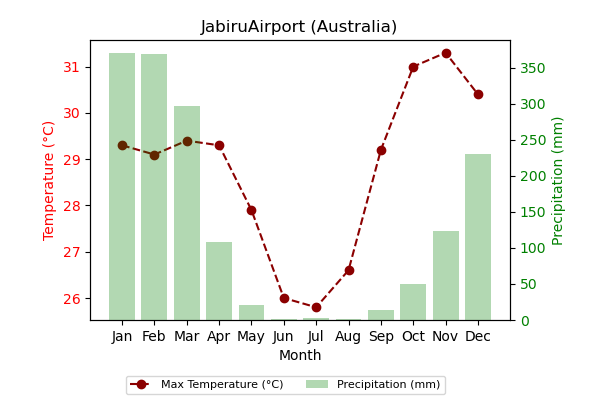 JabiruAirport (Australia)
31
30
29
28
27
26
Temperature (°C)
350
300
250
200
150
100
50
0
Precipitation (mm)
Jan Feb Mar Apr May Jun Jul Aug Sep Oct Nov Dec
Month
Max Temperature (°C) Precipitation (mm)